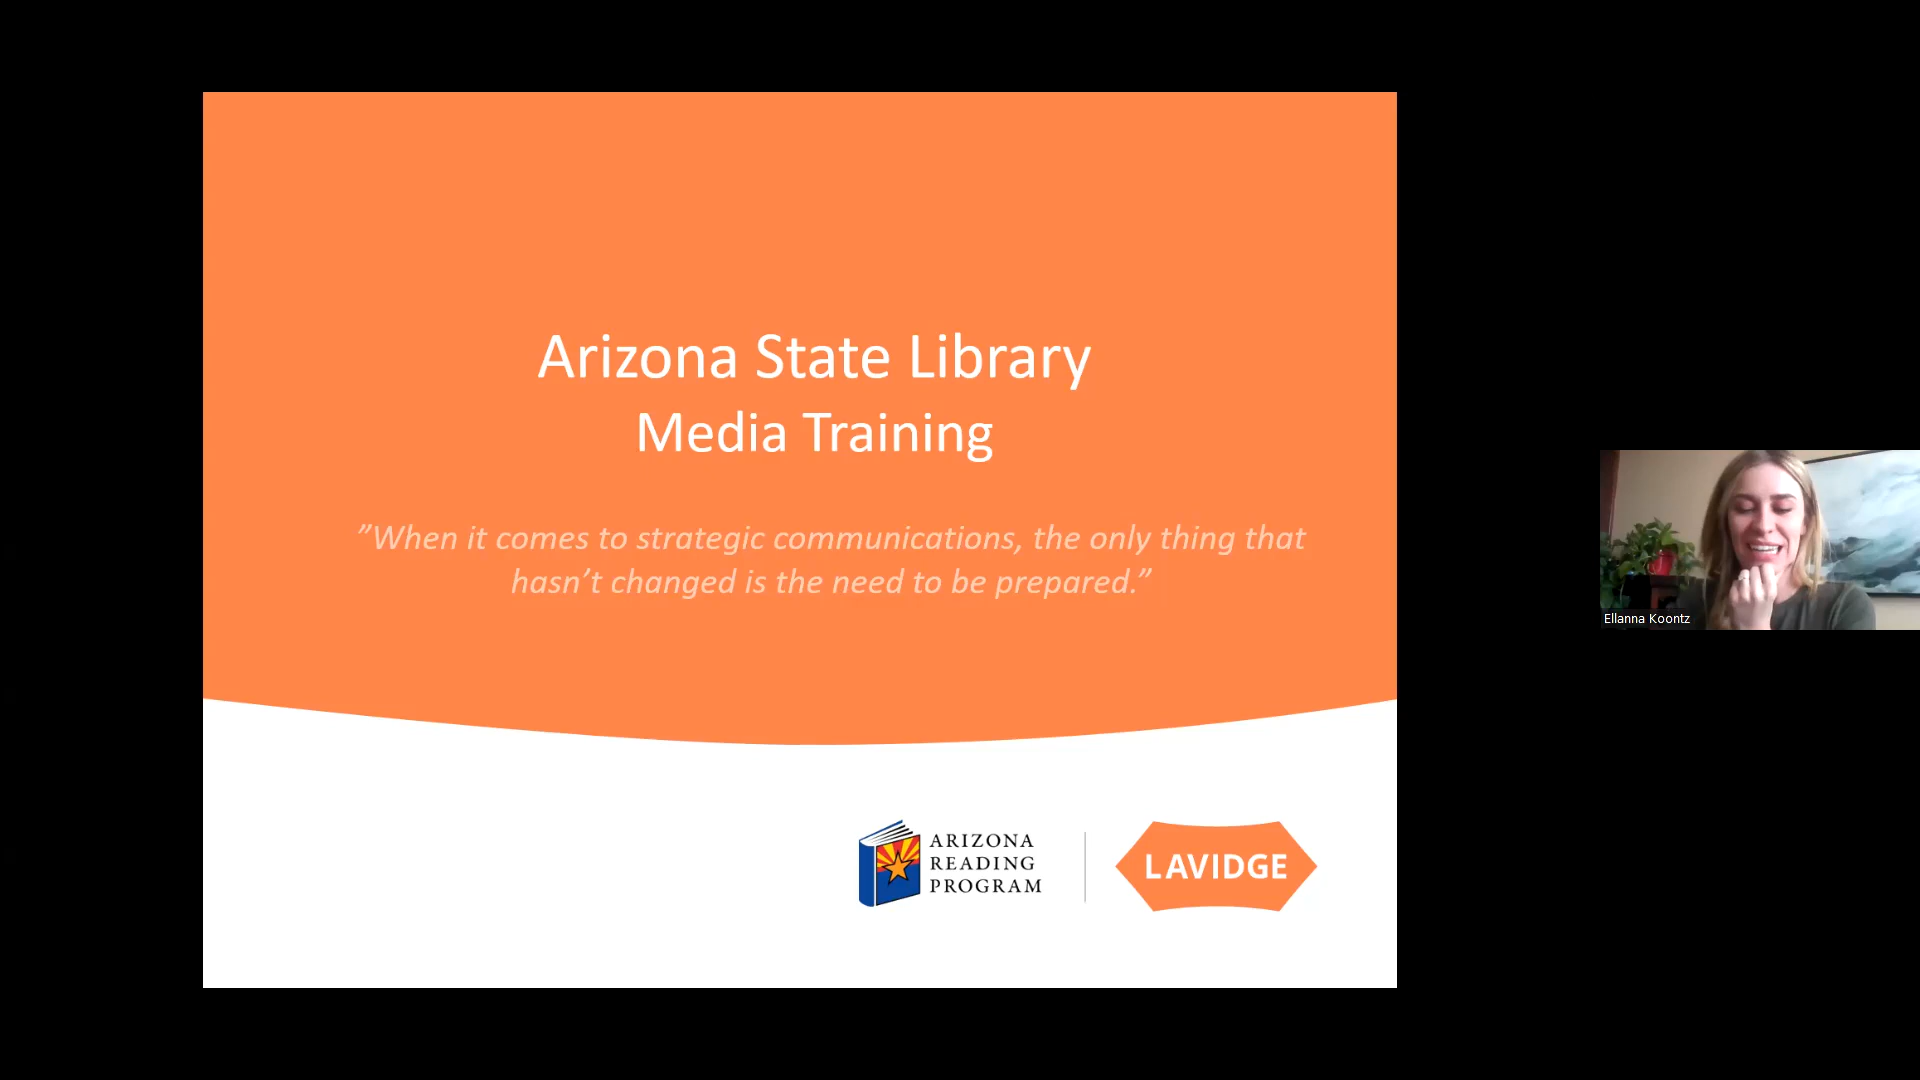 Arizona State Library
Media Training
”When it comes to strategic communications, the only thing that
hasn’t changed is the need to be prepared.”
ARIZONA
READING
PROGRAM
LAVIDGE
Ellanna Koontz